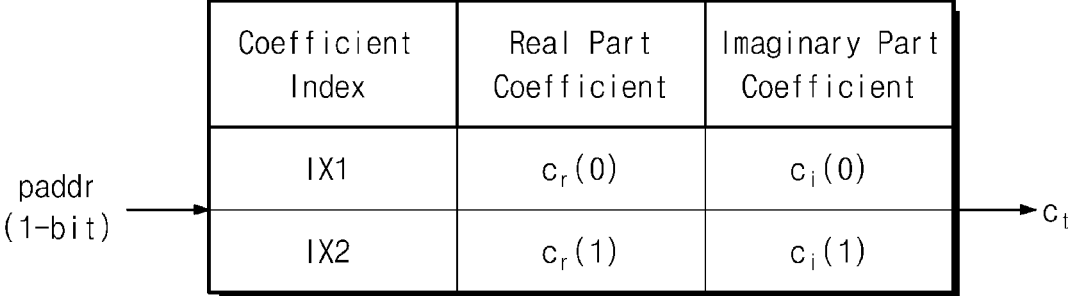 Coefficient Index
Real Part Coefficient
Imaginary Part Coefficient
IX1
c_r(0)
c_i(0)
paddr
(1-bit)
c_t
IX2
c_r(1)
c_i(1)